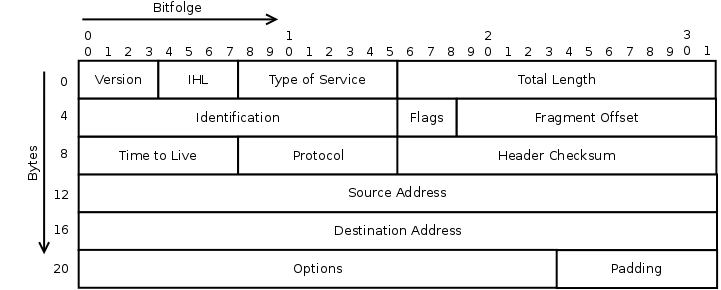 Bitfolge
0 1 2 3
0 1 2 3 4 5 6 7 8 9 0 1 2 3 4 5 6 7 8 9 0 1 2 3 4 5 6 7 8 9 0 1
Bytes
0 Version IHL Type of Service Total Length
4 Identification Flags Fragment Offset
8 Time to Live Protocol Header Checksum
12 Source Address
16 Destination Address
20 Options Padding